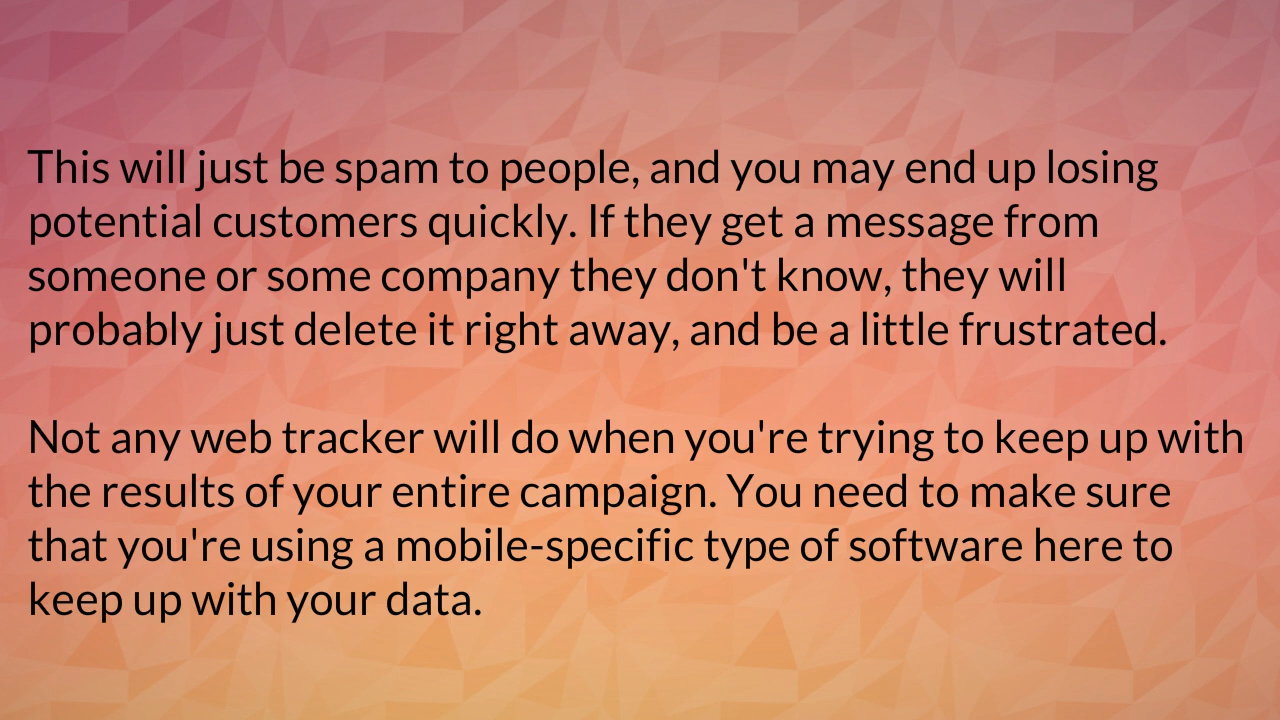 This will just be spam to people, and you may end up losing
potential customers quickly. If they get a message from
someone or some company they don't know, they will
probably just delete it right away, and be a little frustrated.
Not any web tracker will do when you're trying to keep up with
the results of your entire campaign. You need to make sure
that you're using a mobile-specific type of software here to
keep up with your data.